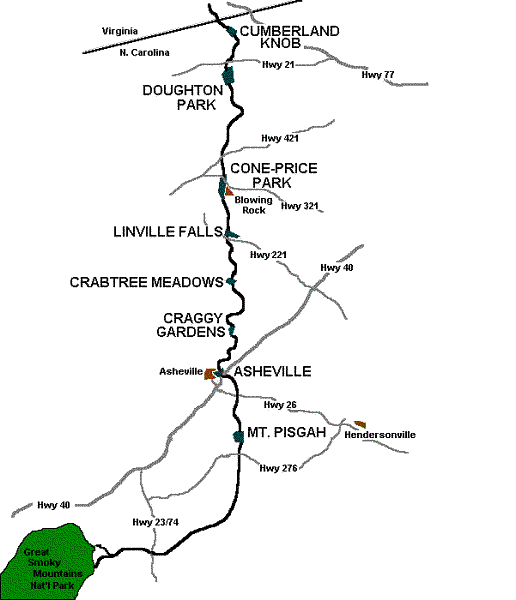 Virginia
CUMBERLAND
KNOB
N. Carolina
Hwy 21
Hwy 77
DOUGHTON
PARK
Hwy 421
CONE-PRICE
PARK
Blowing
Rock
Hwy 321
LINVILLE FALLS
Hwy 221
Hwy 40
CRABTREE MEADOWS
CRAGGY
GARDENS
Asheville
ASHEVILLE
Hwy 26
MT. PISGAH
Hendersonville
Hwy 276
Hwy 40
Hwy 23/74
Great
Smoky
Mountains
Nat'l Park